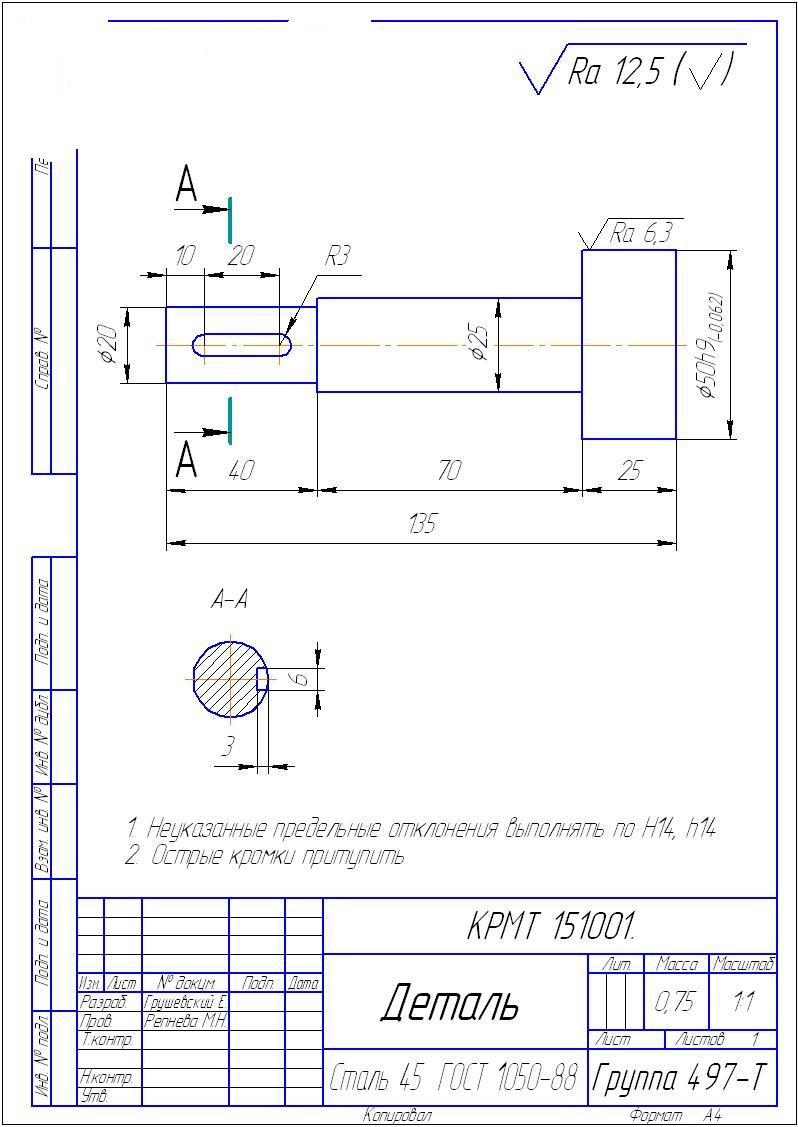 Ra 12,5 (√)
А
Ra 6,3
10 20 R3
⌀20
⌀25
⌀50h9(-0,062)
А
40 70 25
135
А-А
6
3
1. Неуказанные предельные отклонения выполнять по Н14, h14
2. Острые кромки притупить
Справ. №
Подп. и дата
Инв. № дубл.
Взам. инв. №
Подп. и дата
Инв. № подл.
КРМТ 151001.
Лит. Масса Масштаб
Изм. Лист № докум. Подп. Дата
Разраб. Грушевский Е.
Пров. Репнева М.Н.
Т.контр.
Н.контр.
Утв.
Деталь
0,75 1:1
Лист Листов 1
Сталь 45 ГОСТ 1050-88
Группа 497-Т
Копировал Формат А4